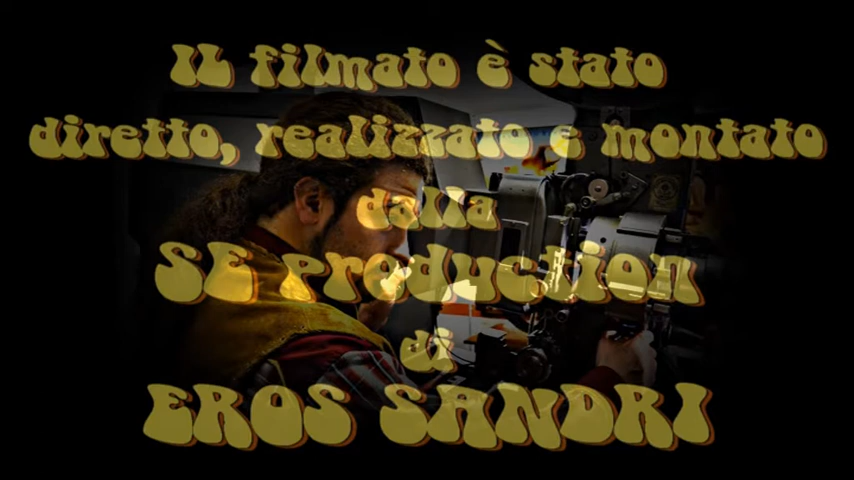 IL filmato è stato
diretto, realizzato e montato
dalla
SE production
di
EROS SANDRI